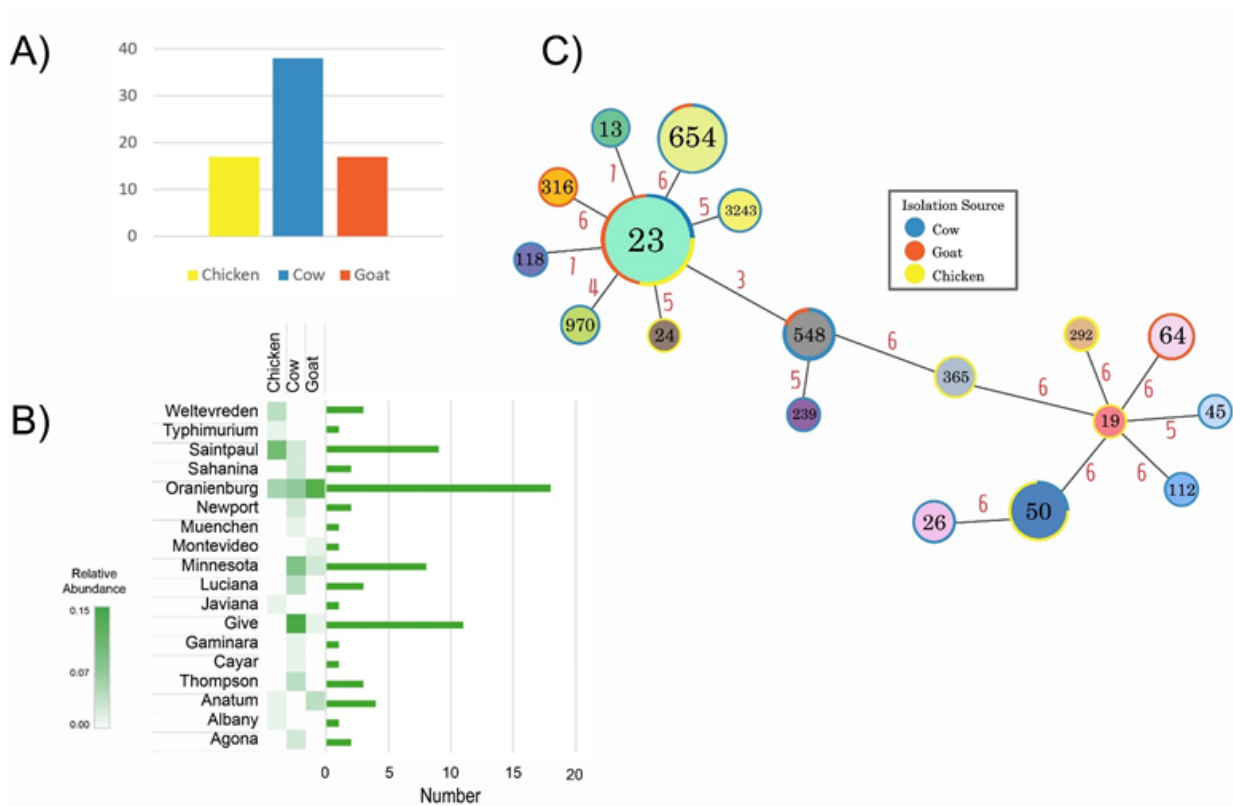 A)
40
30
20
10
0
Chicken Cow Goat
B)
Chicken Cow Goat
Weltevreden
Typhimurium
Saintpaul
Sahanina
Oranienburg
Newport
Muenchen
Montevideo
Minnesota
Luciana
Javiana
Give
Gaminara
Cayar
Thompson
Anatum
Albany
Agona
Relative
Abundance
0.15
0.07
0.00
0 5 10 15 20
Number
C)
13
654
316
3243
23
118
970
24
548
239
365
292
64
19
45
112
50
26
1
6
5
6
1
4
5
3
5
6
6
6
6
5
6
6
6
Isolation Source
Cow
Goat
Chicken